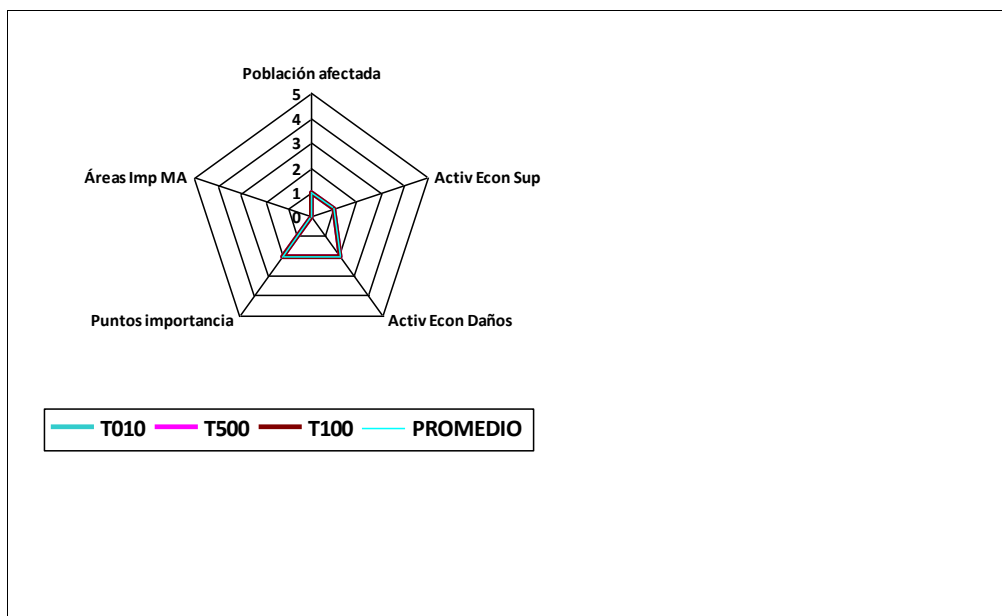 Población afectada
5
4
3
2
1
0
Áreas Imp MA
Activ Econ Sup
Puntos importancia
Activ Econ Daños
T010 T500 T100 PROMEDIO